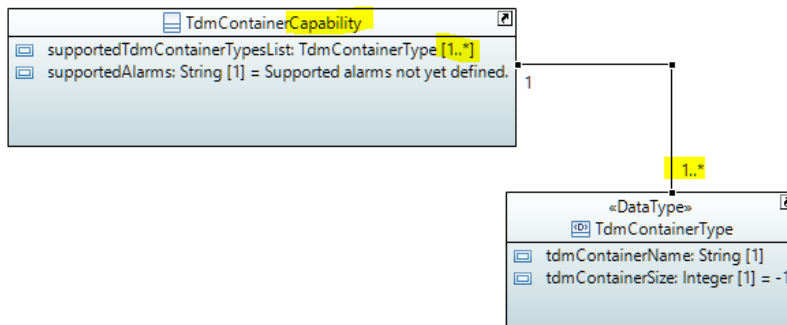 TdmContainerCapability
supportedTdmContainerTypesList: TdmContainerType [1..*]
supportedAlarms: String [1] = Supported alarms not yet defined.
1
1..*
«DataType»
<D> TdmContainerType
tdmContainerName: String [1]
tdmContainerSize: Integer [1] = -1